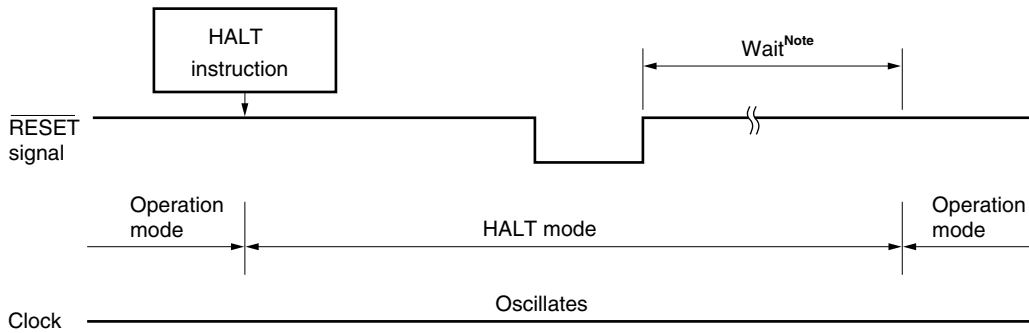 HALT
instruction
Wait^Note
RESET
signal
Operation
mode
HALT mode
Operation
mode
Oscillates
Clock